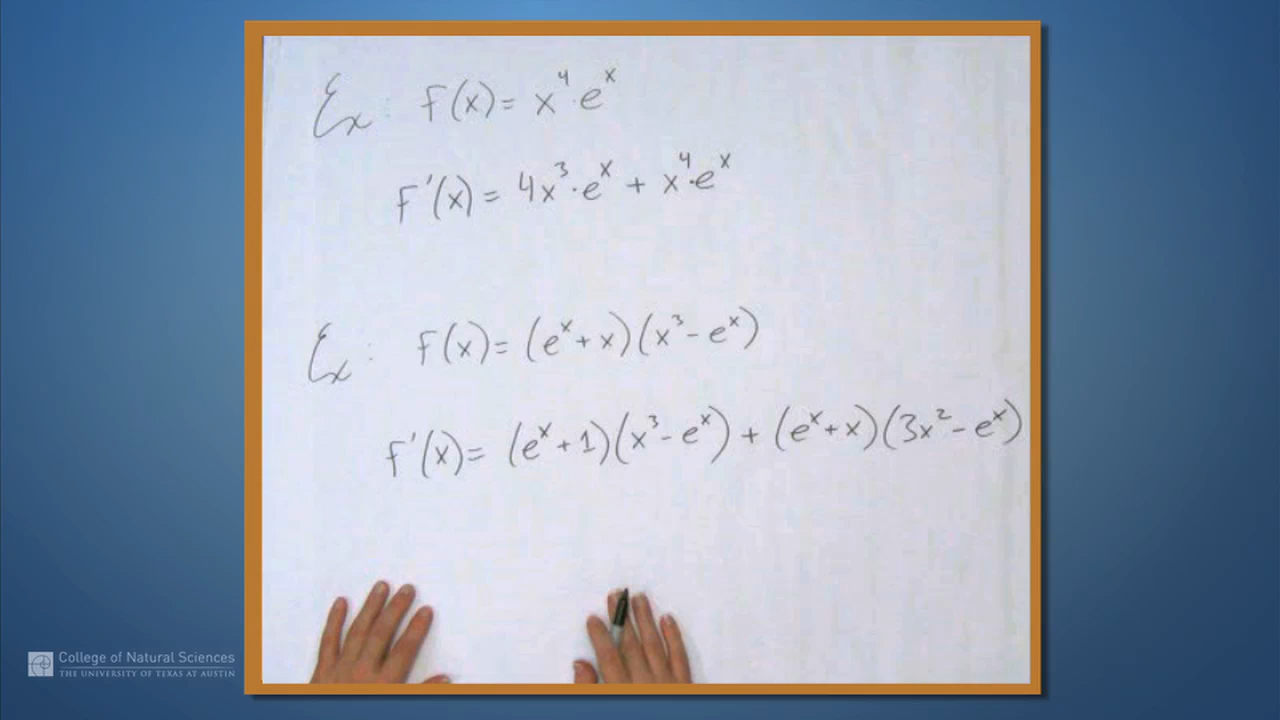 Ex: f(x) = x⁴·eˣ
f'(x) = 4x³·eˣ + x⁴·eˣ
Ex: f(x) = (eˣ + x)(x³ - eˣ)
f'(x) = (eˣ + 1)(x³ - eˣ) + (eˣ + x)(3x² - eˣ)
College of Natural Sciences
THE UNIVERSITY OF TEXAS AT AUSTIN